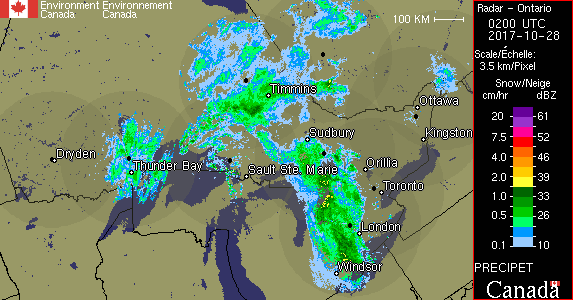 Environment Environnement
Canada Canada
100 KM
Timmins
Ottawa
Sudbury
Kingston
Dryden
Thunder Bay
Sault Ste. Marie
Orillia
Toronto
London
Windsor
Radar - Ontario
0200 UTC
2017-10-28
Scale/Échelle:
3.5 km/Pixel
Snow/Neige
cm/hr dBZ
20 61
7.5 52
4.0 46
2.0 39
1.0 33
0.5 26
0.1 10
PRECIPET
Canada